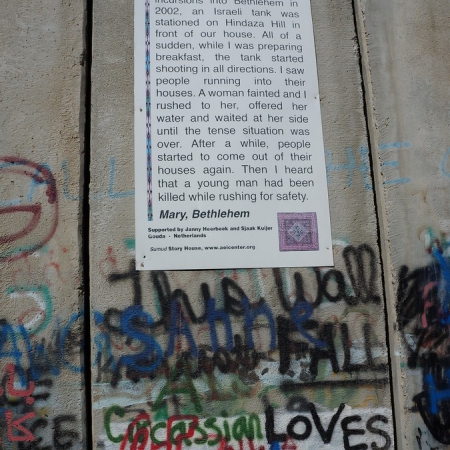 incursions into Bethlehem in
2002, an Israeli tank was
stationed on Hindaza Hill in
front of our house. All of a
sudden, while I was preparing
breakfast, the tank started
shooting in all directions. I saw
people running into their
houses. A woman fainted and I
rushed to her, offered her
water and waited at her side
until the tense situation was
over. After a while, people
started to come out of their
houses again. Then I heard
that a young man had been
killed while rushing for safety.
Mary, Bethlehem
Supported by Janny Heerbeek and Sjaak Kuijer
Gouda - Netherlands
Sumud Story House, www.aeicenter.org
This Wall
FALL
Cacassian LOVES